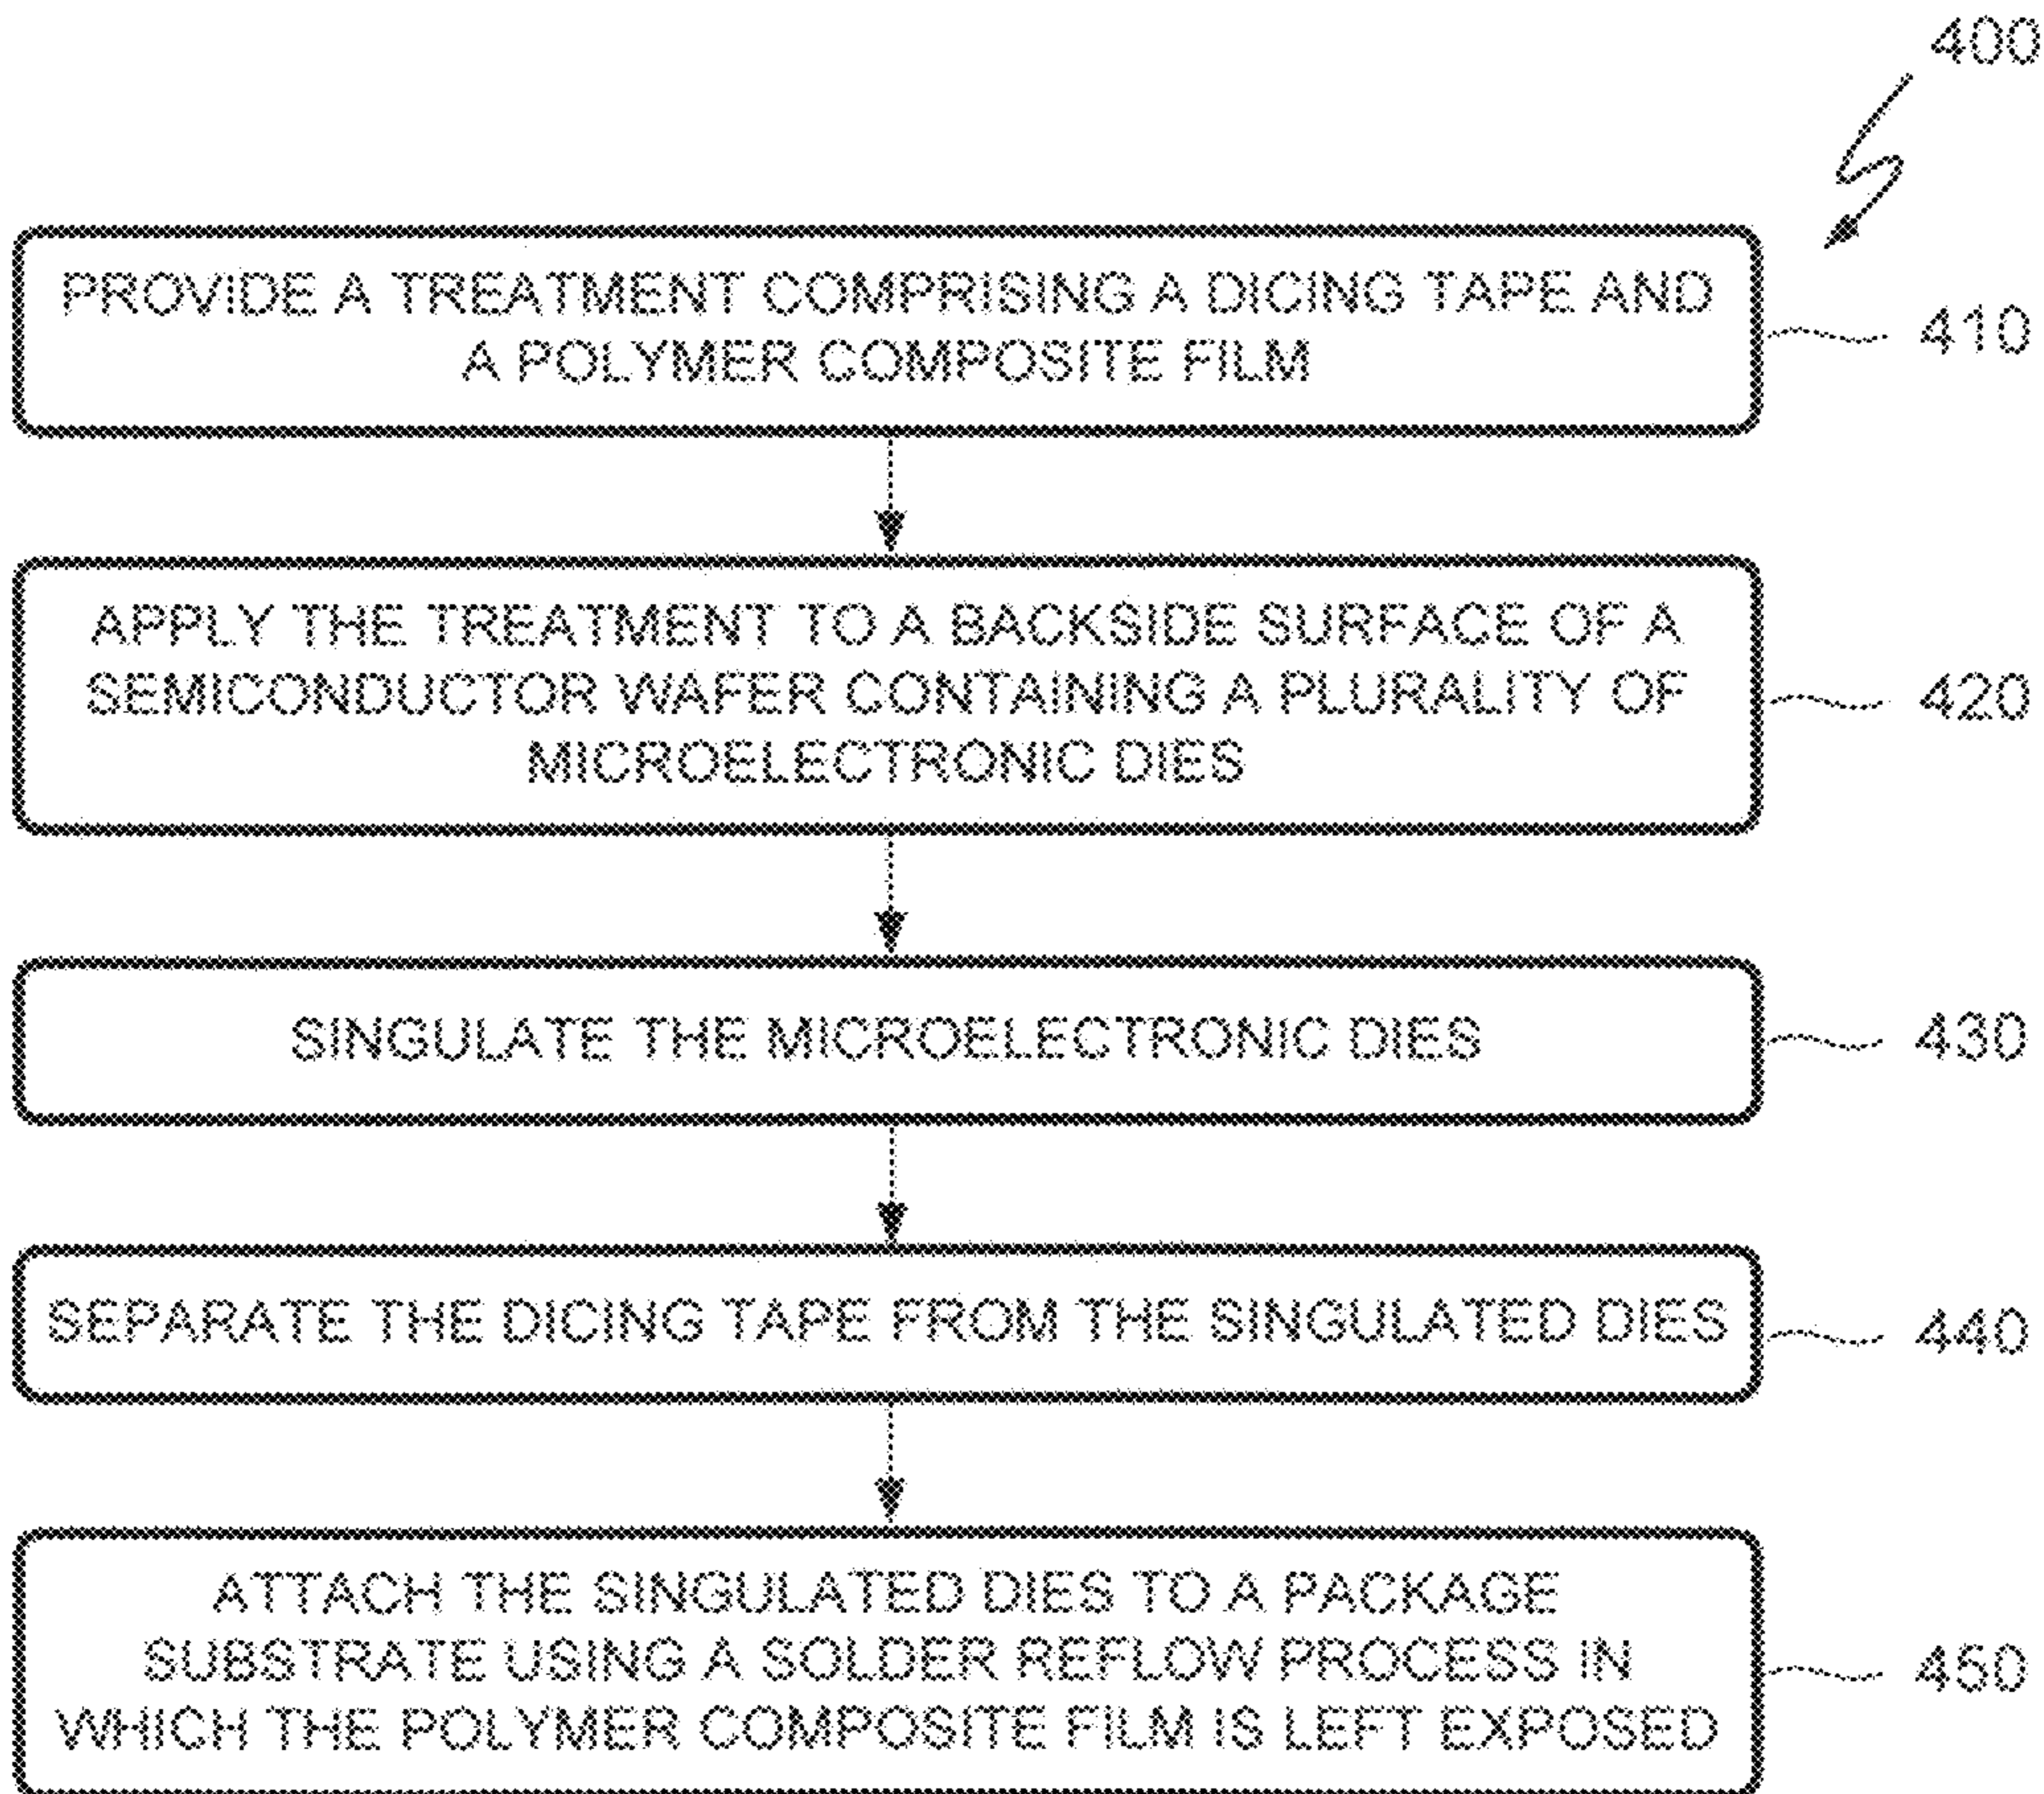 400
PROVIDE A TREATMENT COMPRISING A DICING TAPE AND
A POLYMER COMPOSITE FILM
410
APPLY THE TREATMENT TO A BACKSIDE SURFACE OF A
SEMICONDUCTOR WAFER CONTAINING A PLURALITY OF
MICROELECTRONIC DIES
420
SINGULATE THE MICROELECTRONIC DIES
430
SEPARATE THE DICING TAPE FROM THE SINGULATED DIES
440
ATTACH THE SINGULATED DIES TO A PACKAGE
SUBSTRATE USING A SOLDER REFLOW PROCESS IN
WHICH THE POLYMER COMPOSITE FILM IS LEFT EXPOSED
450